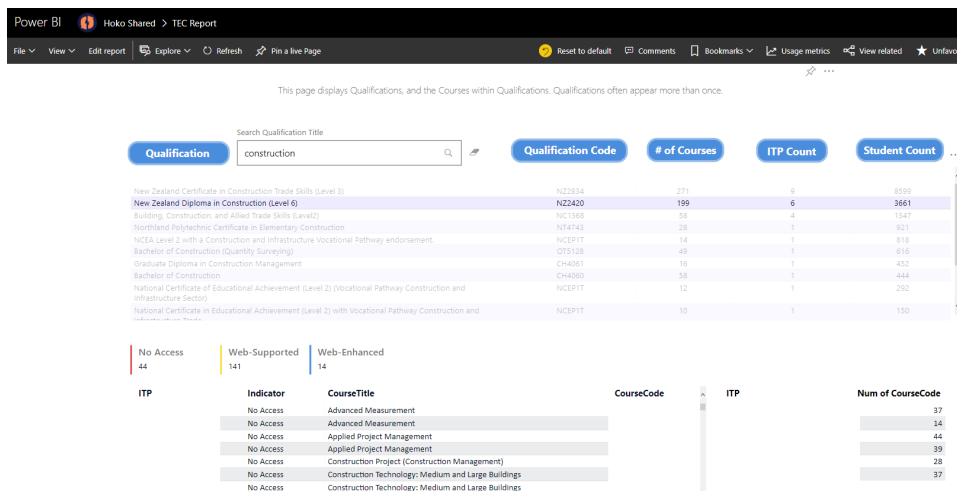 Power BI Hoko Shared > TEC Report
File View Edit report Explore Refresh Pin a live Page Reset to default Comments Bookmarks Usage metrics View related Unfavo
This page displays Qualifications, and the Courses within Qualifications. Qualifications often appear more than once.
Search Qualification Title
Qualification construction Qualification Code # of Courses ITP Count Student Count
New Zealand Certificate in Construction Trade Skills (Level 3) NZ2834 271 9 8599
New Zealand Diploma in Construction (Level 6) NZ2420 199 6 3661
Building, Construction, and Allied Trade Skills (Level2) NC1368 58 4 1347
Northland Polytechnic Certificate in Elementary Construction NT4743 28 1 921
NCEA Level 2 with a Construction and Infrastructure Vocational Pathway endorsement. NCEP1T 14 1 818
Bachelor of Construction (Quantity Surveying) OT5128 49 1 616
Graduate Diploma in Construction Management CH4061 16 1 452
Bachelor of Construction CH4060 58 1 444
National Certificate of Educational Achievement (Level 2) (Vocational Pathway Construction and NCEP1T 12 1 292
Infrastructure Sector)
National Certificate in Educational Achievement (Level 2) with Vocational Pathway Construction and NCEP1T 10 1 150
Infrastructure Trade
No Access Web-Supported Web-Enhanced
44 141 14
ITP Indicator CourseTitle CourseCode ITP Num of CourseCode
No Access Advanced Measurement 37
No Access Advanced Measurement 14
No Access Applied Project Management 44
No Access Applied Project Management 39
No Access Construction Project (Construction Management) 28
No Access Construction Technology: Medium and Large Buildings 37
No Access Construction Technology: Medium and Large Buildings